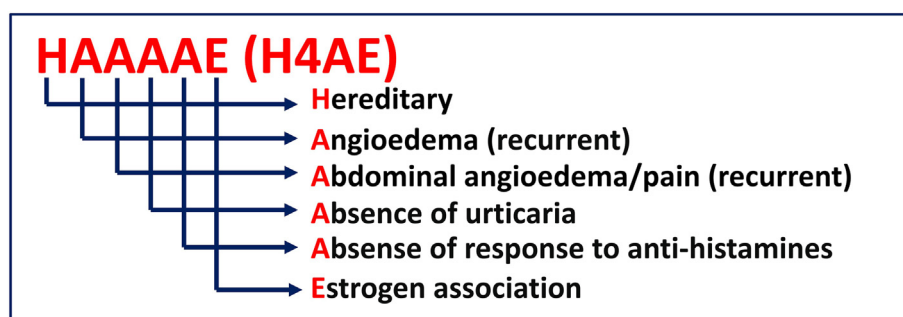 HAAAAE (H4AE)
Hereditary
Angioedema (recurrent)
Abdominal angioedema/pain (recurrent)
Absence of urticaria
Absense of response to anti-histamines
Estrogen association